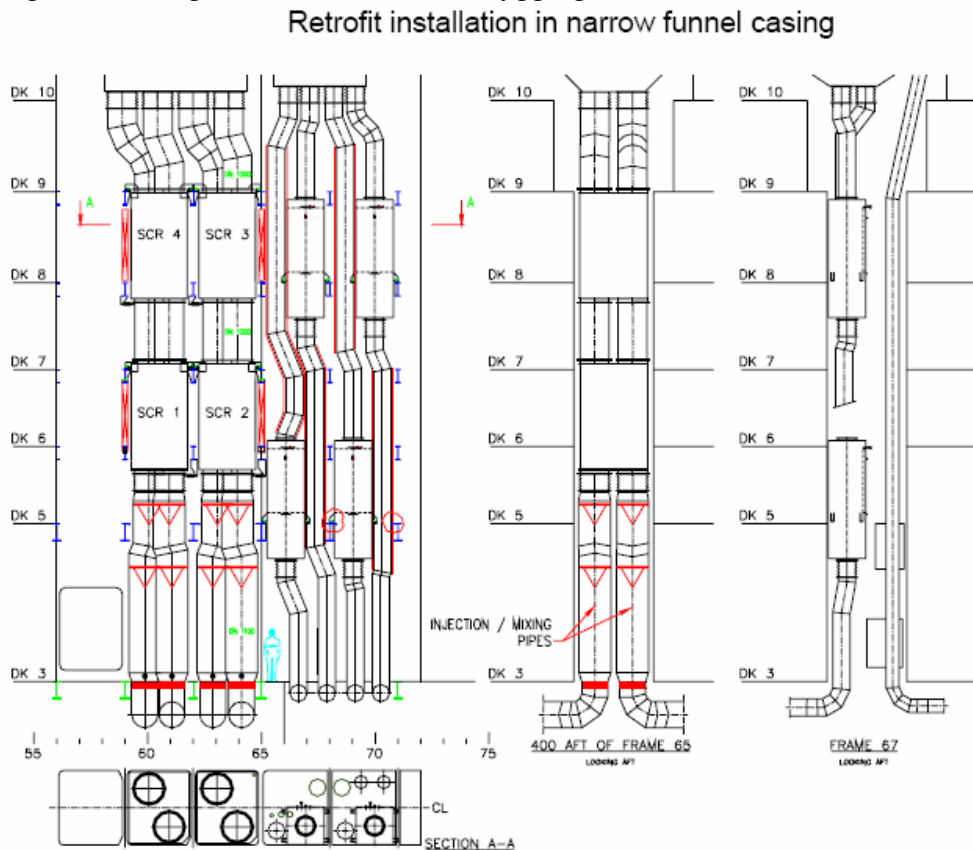 Retrofit installation in narrow funnel casing
DK 10
DK 10
DK 10
DN 1000
DK 9
DK 9
DK 9
A
A
SCR 4
SCR 3
DK 8
DK 8
DK 8
DN 1000
DK 7
DK 7
DK 7
SCR 1
SCR 2
DK 6
DK 6
DK 6
DK 5
DK 5
DK 5
INJECTION / MIXING
PIPES
DK 3
DK 3
DK 3
55 60 65 70 75
400 AFT OF FRAME 65
LOOKING AFT
FRAME 67
LOOKING AFT
CL
SECTION A-A